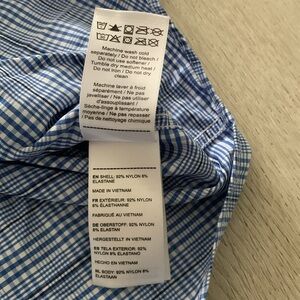 Machine wash cold
separately / Do not bleach /
Do not use softener /
Tumble dry medium heat /
Do not iron / Do not dry
clean
Machine laver à froid
séparément / Ne pas
javelliser / Ne pas utiliser
d'assouplissant /
Sèche-linge à température
moyenne / Ne pas repasser
/ Pas de nettoyage chimique
EN SHELL: 92% NYLON 8%
ELASTANE
MADE IN VIETNAM
FR EXTÉRIEUR: 92% NYLON
8% ÉLASTHANNE
FABRIQUÉ AU VIETNAM
DE OBERSTOFF: 92% NYLON
8% ELASTAN
HERGESTELLT IN VIETNAM
ES TELA EXTERIOR: 92%
NYLON 8% ELASTANO
HECHO EN VIETNAM
BODY: 92% NYLON 8%